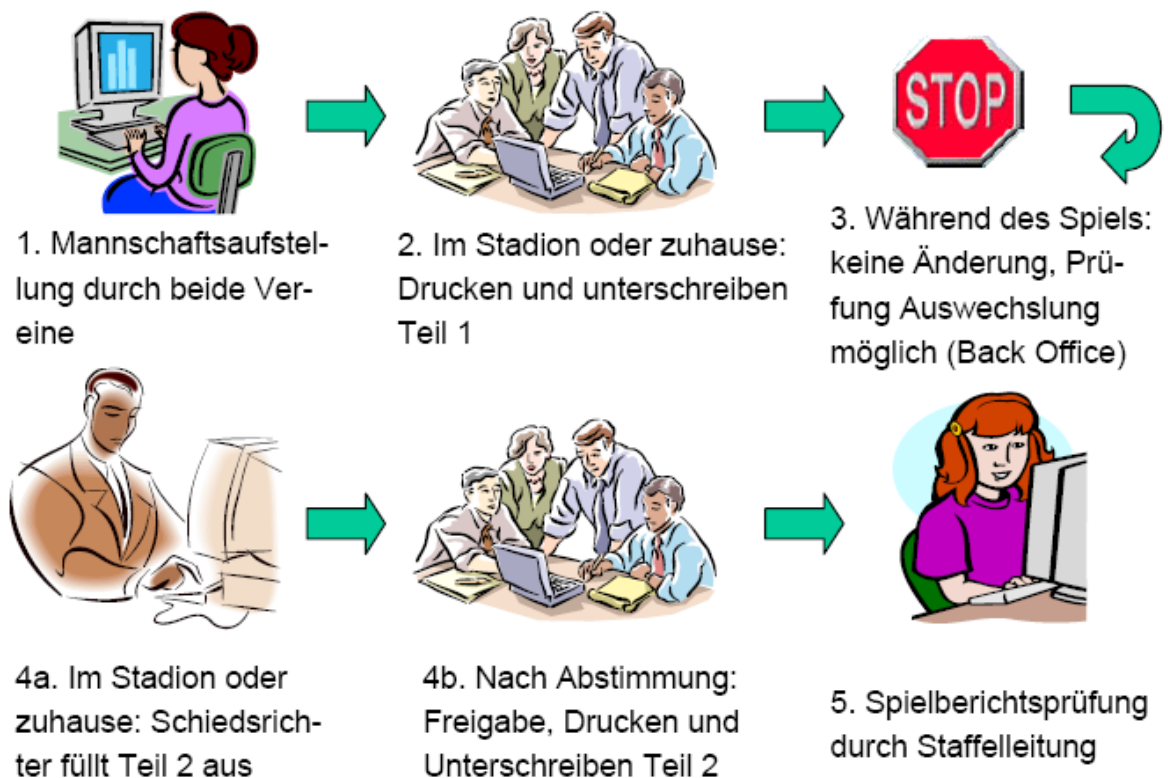 STOP
1. Mannschaftsaufstel-
lung durch beide Ver-
eine
2. Im Stadion oder zuhause:
Drucken und unterschreiben
Teil 1
3. Während des Spiels:
keine Änderung, Prü-
fung Auswechslung
möglich (Back Office)
4a. Im Stadion oder
zuhause: Schiedsrich-
ter füllt Teil 2 aus
4b. Nach Abstimmung:
Freigabe, Drucken und
Unterschreiben Teil 2
5. Spielberichtsprüfung
durch Staffelleitung